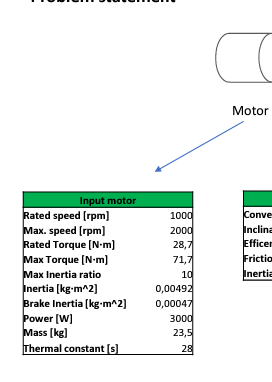 Problem statement
Motor
Input motor
Rated speed [rpm] 1000
Max. speed [rpm] 2000
Rated Torque [N·m] 28,7
Max Torque [N·m] 71,7
Max Inertia ratio 10
Inertia [kg·m^2] 0,00492
Brake Inertia [kg·m^2] 0,00047
Power [W] 3000
Mass [kg] 23,5
Thermal constant [s] 28
Conve
Inclina
Efficer
Frictio
Inertia